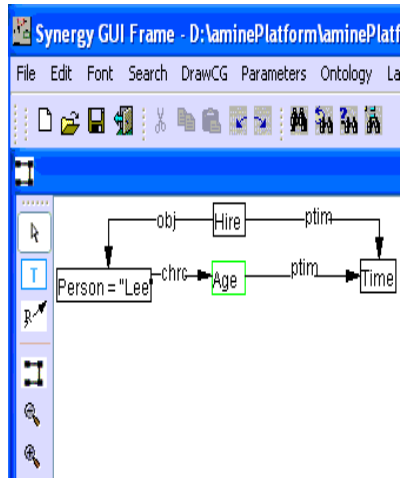 Synergy GUI Frame - D:\aminePlatform\aminePlatf
File Edit Font Search DrawCG Parameters Ontology La
obj Hire ptim
T
Person = "Lee" chrc Age ptim Time
R